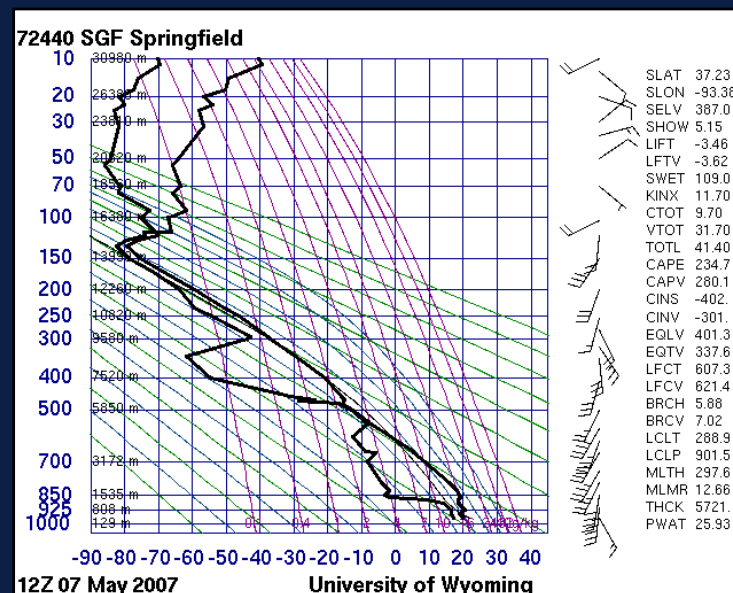 72440 SGF Springfield
10 30980 m
20 26380 m
30
50 20620 m
70
100 16380 m
150
200 12260 m
250 10820 m
300 9580 m
400 7520 m
500 5850 m
700 3172 m
850 1535 m
925 808 m
1000 129 m
-90 -80 -70 -60 -50 -40 -30 -20 -10 0 10 20 30 40
12Z 07 May 2007 University of Wyoming
SLAT 37.23
SLON -93.38
SELV 387.0
SHOW 5.15
LIFT -3.46
LFTV -3.62
SWET 109.0
KINX 11.70
CTOT 9.70
VTOT 31.70
TOTL 41.40
CAPE 234.7
CAPV 280.1
CINS -402.
CINV -301.
EQLV 401.3
EQTV 337.6
LFCT 607.3
LFCV 621.4
BRCH 5.88
BRCV 7.02
LCLT 288.9
LCLP 901.5
MLTH 297.6
MLMR 12.66
THCK 5721.
PWAT 25.93